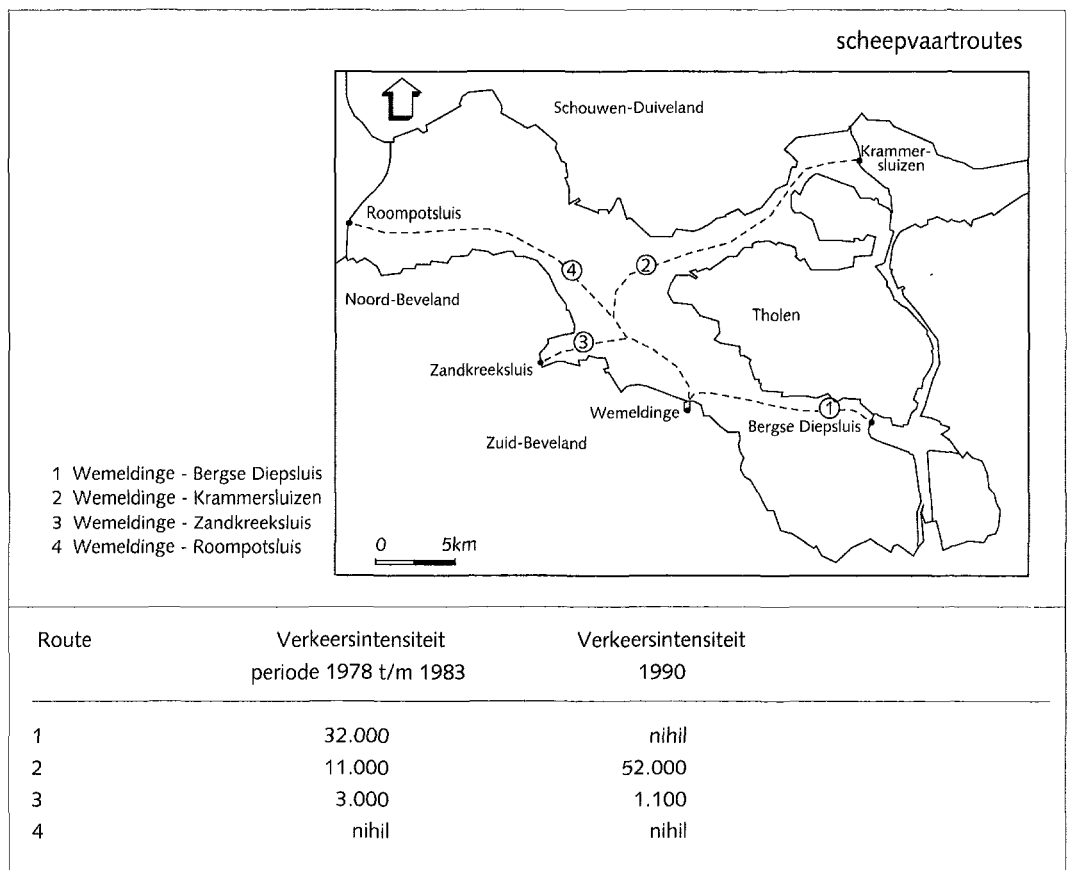 scheepvaartroutes
Schouwen-Duiveland
Krammer-
sluizen
Roompotsluis
4
2
Noord-Beveland
Tholen
3
Zandkreeksluis
Wemeldinge
1
Bergse Diepsluis
Zuid-Beveland
1 Wemeldinge - Bergse Diepsluis
2 Wemeldinge - Krammersluizen
3 Wemeldinge - Zandkreeksluis
4 Wemeldinge - Roompotsluis
0 5km
Route Verkeersintensiteit Verkeersintensiteit
periode 1978 t/m 1983 1990
1 32.000 nihil
2 11.000 52.000
3 3.000 1.100
4 nihil nihil